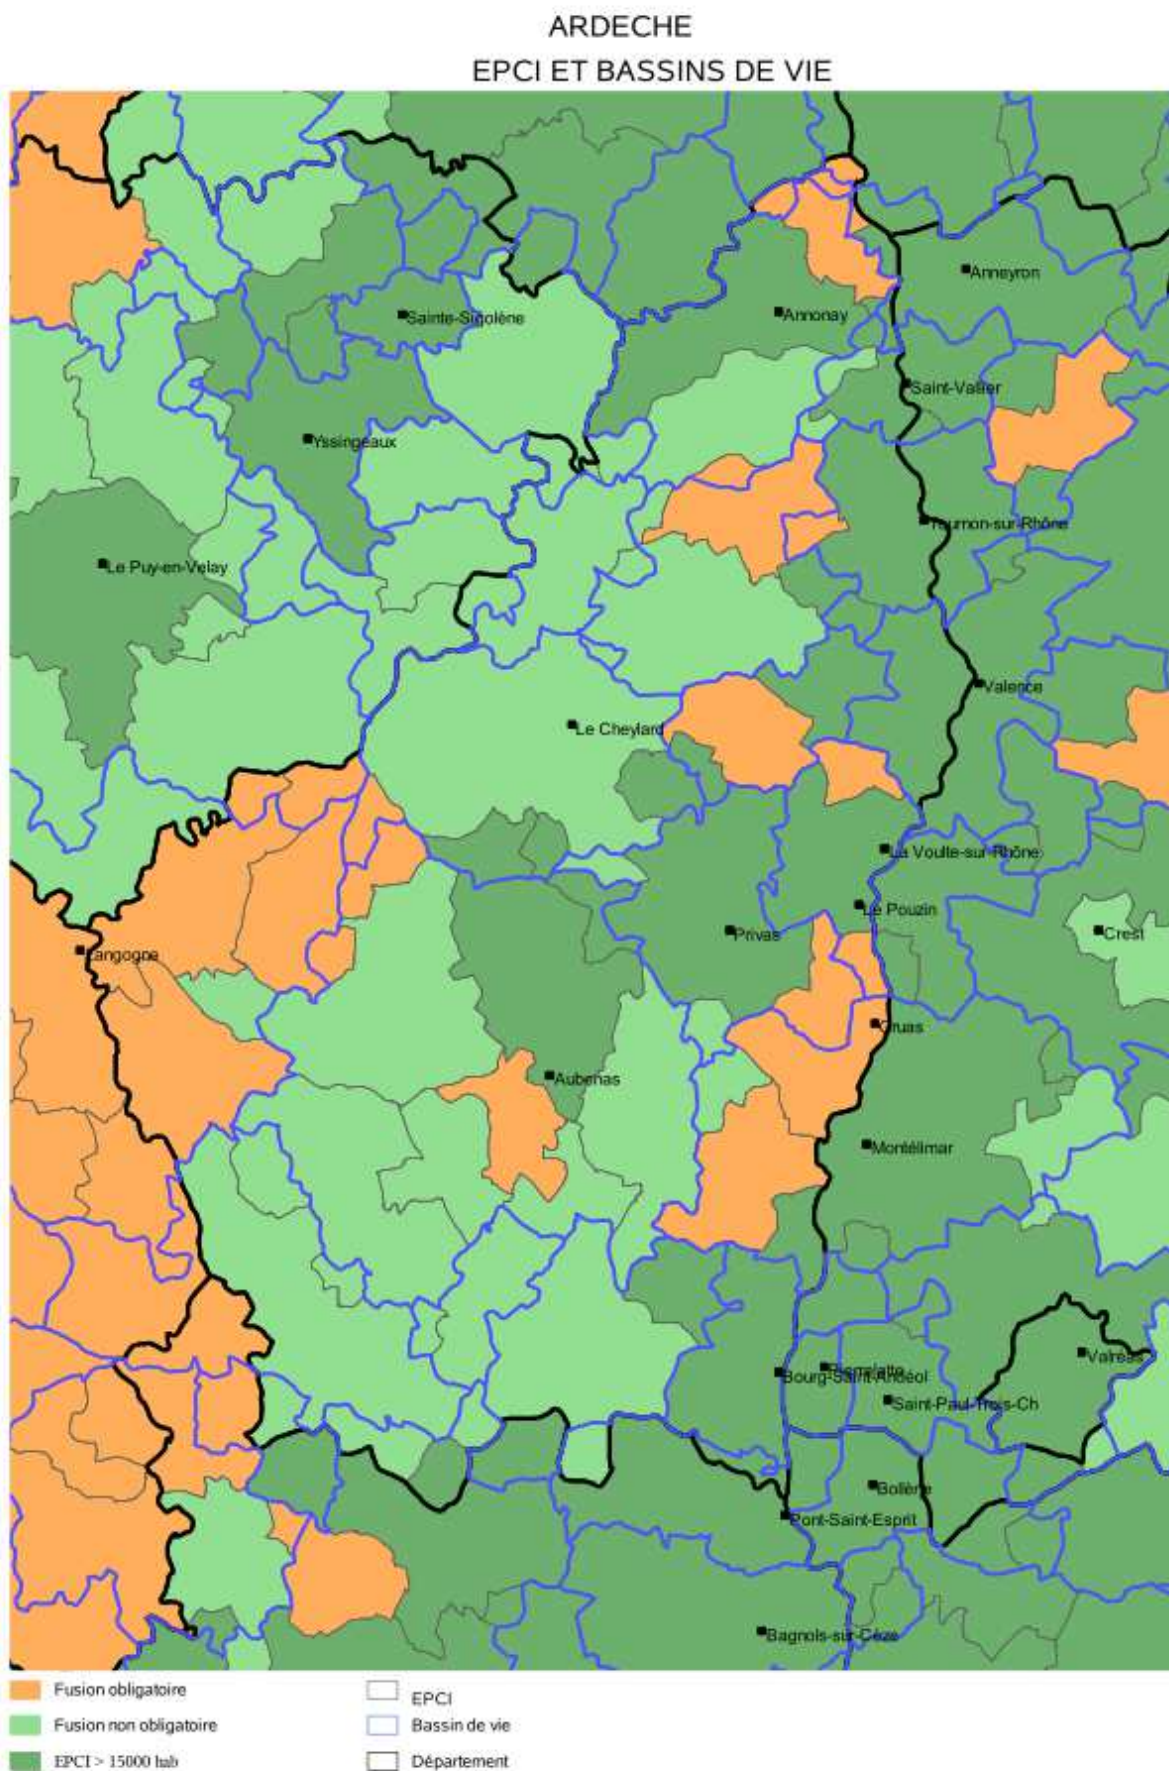 ARDECHE
EPCI ET BASSINS DE VIE
Anneyron
Sainte-Sigolène
Annonay
Saint-Vallier
Yssingeaux
Tournon-sur-Rhône
Le Puy-en-Velay
Valence
Le Cheylard
La Voulte-sur-Rhône
Le Pouzin
Privas
Crest
Langogne
Cruas
Aubenas
Montélimar
Valréas
Pierrelatte
Bourg-Saint-Andéol
Saint-Paul-Trois-Ch
Bollène
Pont-Saint-Esprit
Bagnols-sur-Cèze
Fusion obligatoire
EPCI
Fusion non obligatoire
Bassin de vie
EPCI > 15000 hab
Département